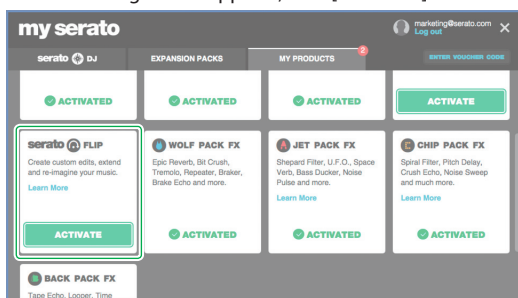 my serato
marketing@serato.com
Log out
serato DJ
EXPANSION PACKS
MY PRODUCTS
2
ENTER VOUCHER CODE
ACTIVATED
ACTIVATED
ACTIVATED
ACTIVATE
serato FLIP
Create custom edits, extend
and re-imagine your music.
Learn More
ACTIVATE
WOLF PACK FX
Epic Reverb, Bit Crush,
Tremolo, Repeater, Braker,
Brake Echo and more.
Learn More
ACTIVATED
JET PACK FX
Shepard Filter, U.F.O., Space
Verb, Bass Ducker, Noise
Pulse and more.
Learn More
ACTIVATED
CHIP PACK FX
Spiral Filter, Pitch Delay,
Crush Echo, Noise Sweep
and much more.
Learn More
ACTIVATED
BACK PACK FX
Tape Echo, Looper, Time